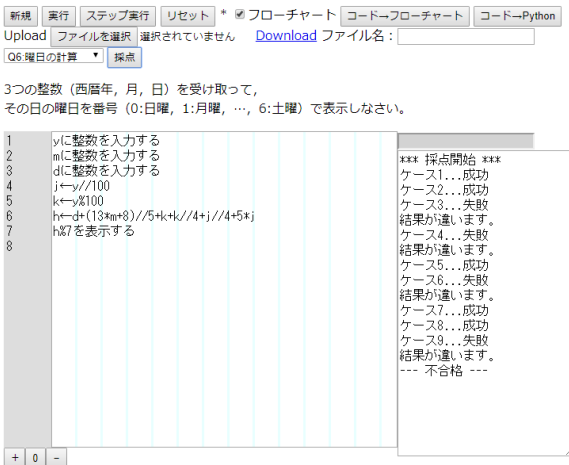 新規 実行 ステップ実行 リセット * フローチャート コード→フローチャート コード→Python
Upload ファイルを選択 選択されていません Download ファイル名：
Q6:曜日の計算 採点
3つの整数（西暦年，月，日）を受け取って，
その日の曜日を番号（0:日曜，1:月曜，…，6:土曜）で表示しなさい。
1 yに整数を入力する
2 mに整数を入力する
3 dに整数を入力する
4 j←y//100
5 k←y%100
6 h←d+(13*m+8)//5+k+k//4+j//4+5*j
7 h%7を表示する
8
*** 採点開始 ***
ケース1...成功
ケース2...成功
ケース3...失敗
結果が違います。
ケース4...失敗
結果が違います。
ケース5...成功
ケース6...失敗
結果が違います。
ケース7...成功
ケース8...成功
ケース9...失敗
結果が違います。
--- 不合格 ---
+ 0 -